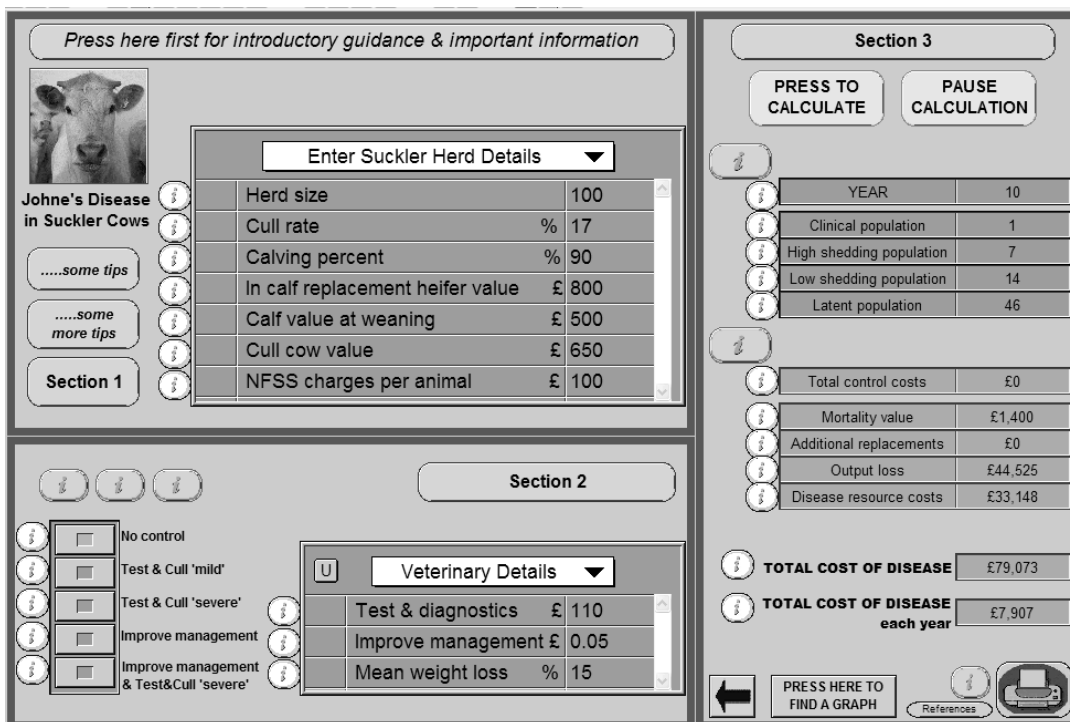 Press here first for introductory guidance & important information
Johne's Disease
in Suckler Cows
.....some tips
.....some
more tips
Section 1
Enter Suckler Herd Details
Herd size 100
Cull rate % 17
Calving percent % 90
In calf replacement heifer value £ 800
Calf value at weaning £ 500
Cull cow value £ 650
NFSS charges per animal £ 100
Section 2
No control
Test & Cull 'mild'
Test & Cull 'severe'
Improve management
Improve management
& Test&Cull 'severe'
U
Veterinary Details
Test & diagnostics £ 110
Improve management £ 0.05
Mean weight loss % 15
Section 3
PRESS TO
CALCULATE
PAUSE
CALCULATION
YEAR 10
Clinical population 1
High shedding population 7
Low shedding population 14
Latent population 46
Total control costs £0
Mortality value £1,400
Additional replacements £0
Output loss £44,525
Disease resource costs £33,148
TOTAL COST OF DISEASE £79,073
TOTAL COST OF DISEASE
each year £7,907
PRESS HERE TO
FIND A GRAPH
References